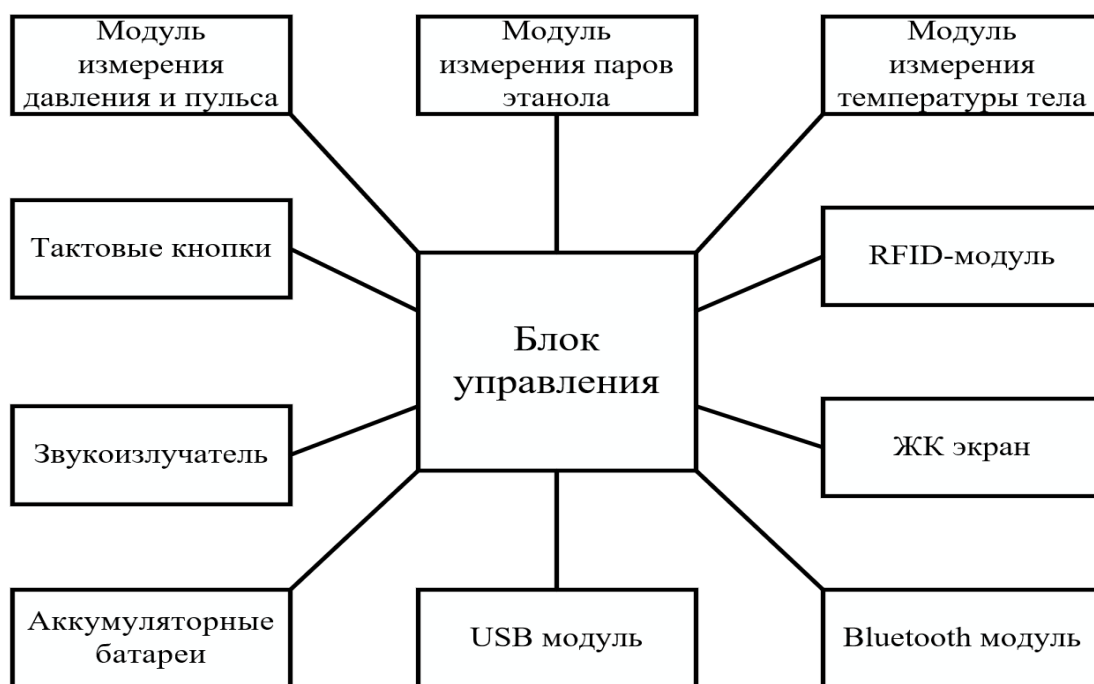 Модуль
измерения
давления и пульса
Модуль
измерения паров
этанола
Модуль
измерения
температуры тела
Тактовые кнопки
RFID-модуль
Блок
управления
Звукоизлучатель
ЖК экран
Аккумуляторные
батареи
USB модуль
Bluetooth модуль